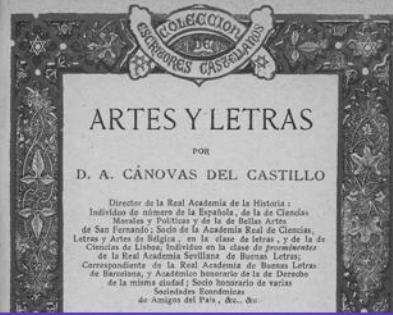 COLECCION
DE
ESCRITORES CASTELLANOS
ARTES Y LETRAS
POR
D. A. CÁNOVAS DEL CASTILLO
Director de la Real Academia de la Historia :
Individuo de número de la Española, de la de Ciencias
Morales y Políticas y de la de Bellas Artes
de San Fernando; Socio de la Academia Real de Ciencias,
Letras y Artes de Bélgica, en la clase de letras, y de la de
Ciencias de Lisboa; Individuo en la clase de preeminentes
de la Real Academia Sevillana de Buenas Letras;
Correspondiente de la Real Academia de Buenas Letras
de Barcelona, y Académico honorario de la de Derecho
de la misma ciudad; Socio honorario de varias
Sociedades Económicas
de Amigos del País, &c., &c